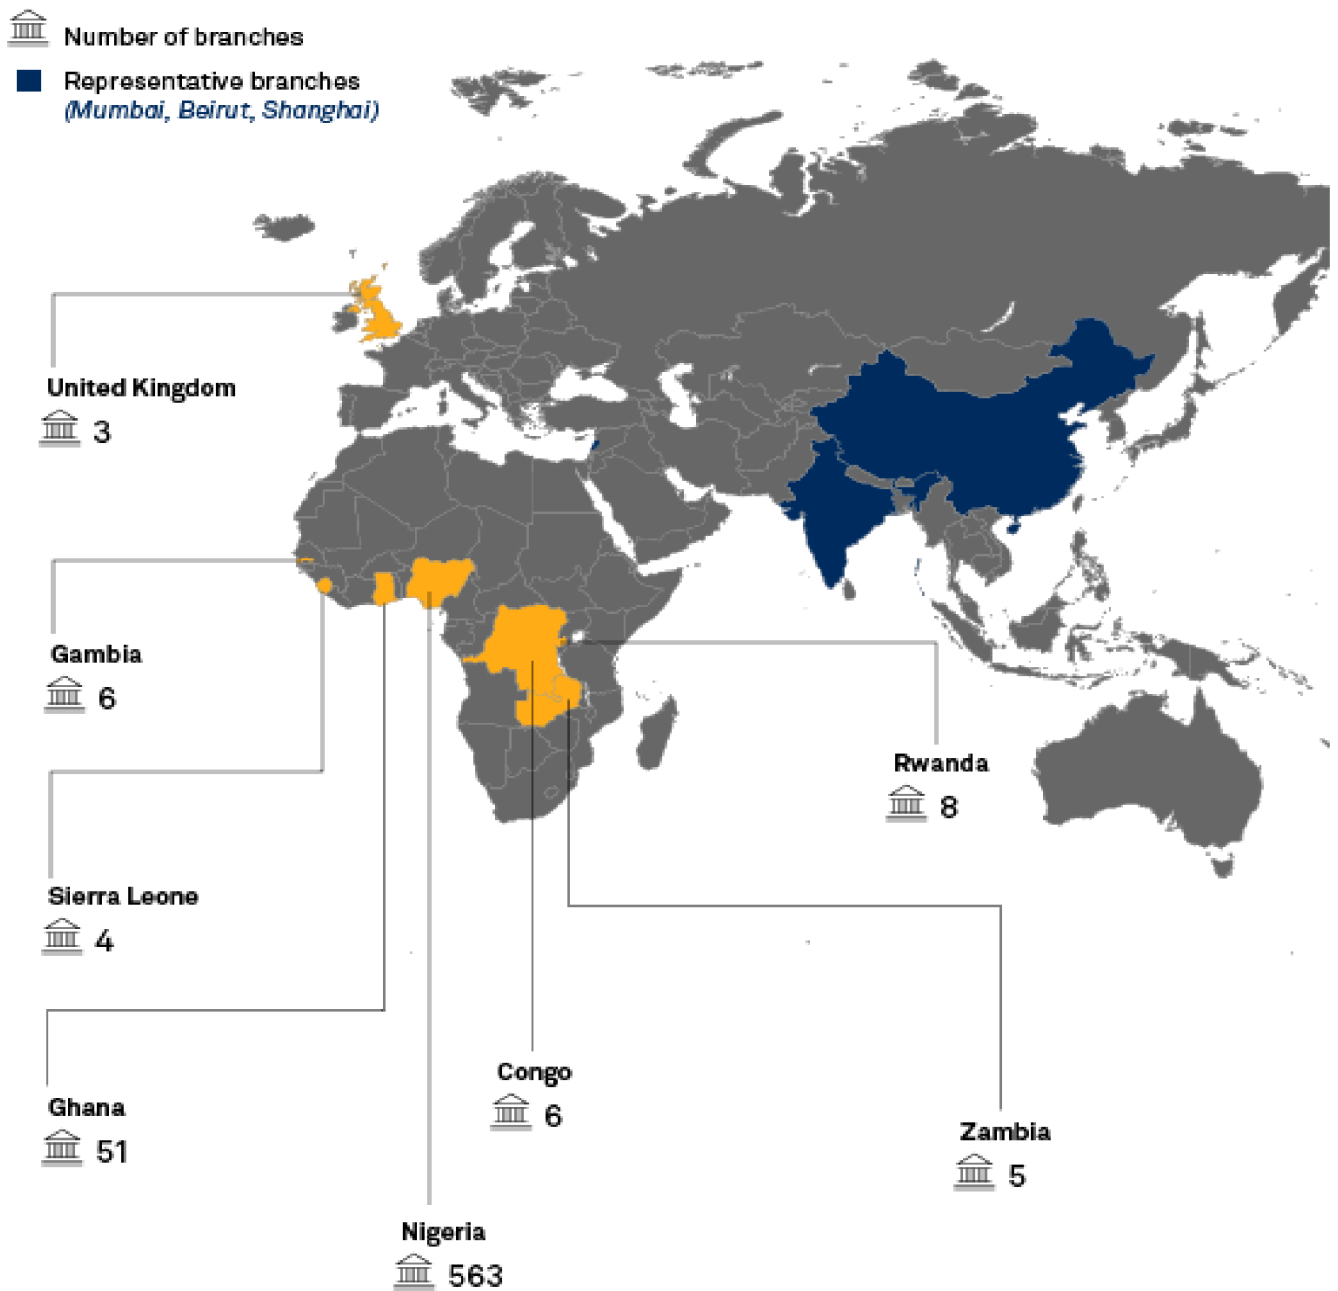 Number of branches
Representative branches
(Mumbai, Beirut, Shanghai)
United Kingdom
3
Gambia
6
Rwanda
8
Sierra Leone
4
Congo
6
Ghana
51
Zambia
5
Nigeria
563